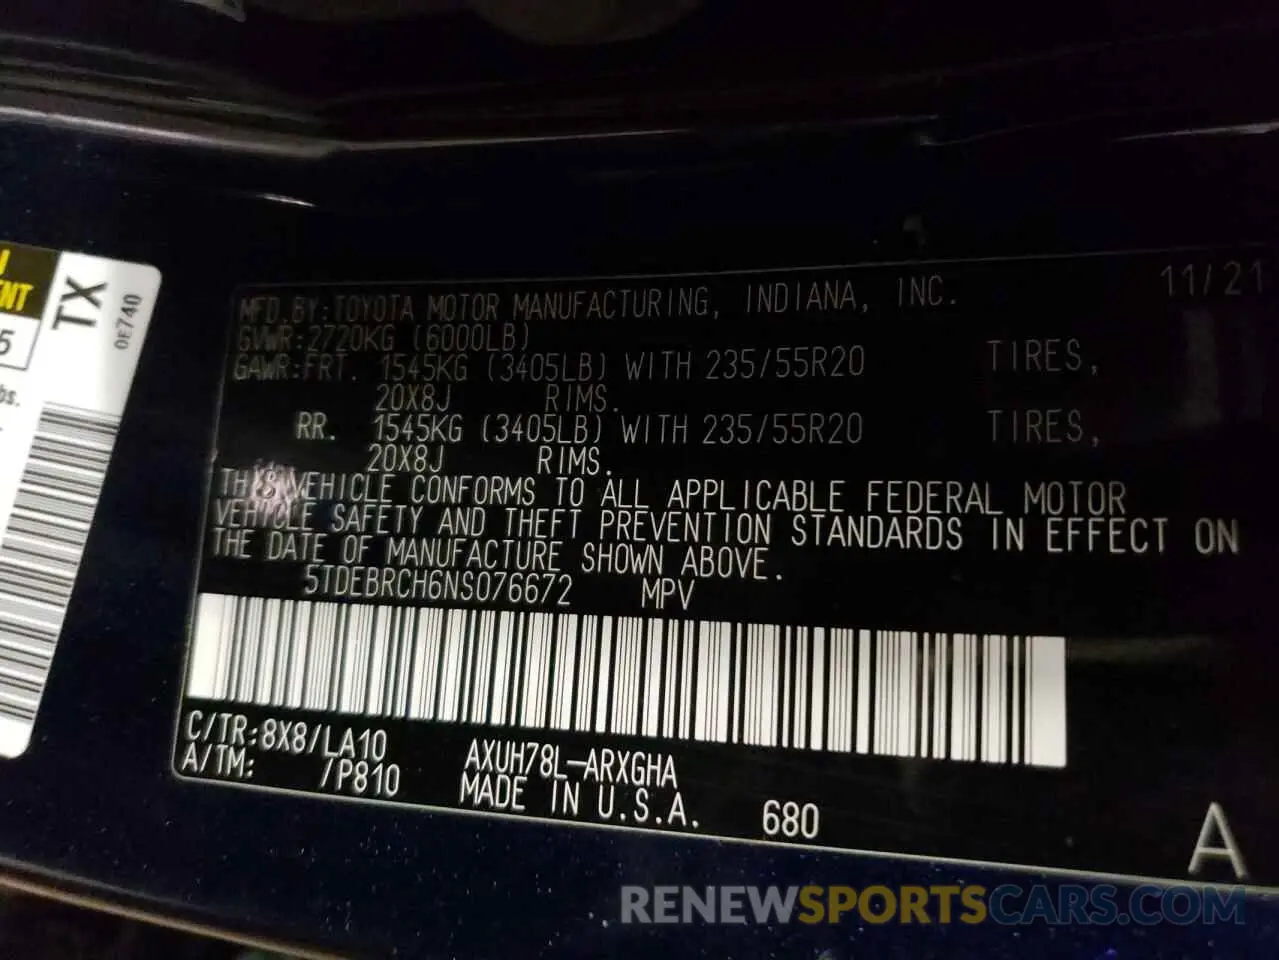 MFD.BY:TOYOTA MOTOR MANUFACTURING, INDIANA, INC. 11/21
GVWR:2720KG (6000LB)
GAWR:FRT. 1545KG (3405LB) WITH 235/55R20 TIRES,
20X8J RIMS.
RR. 1545KG (3405LB) WITH 235/55R20 TIRES,
20X8J RIMS.
THIS VEHICLE CONFORMS TO ALL APPLICABLE FEDERAL MOTOR
VEHICLE SAFETY AND THEFT PREVENTION STANDARDS IN EFFECT ON
THE DATE OF MANUFACTURE SHOWN ABOVE.
5TDEBRCH6NS076672 MPV
C/TR:8X8/LA10 AXUH78L-ARXGHA
A/TM: /P810 MADE IN U.S.A. 680 A
TX
0E740
5
RENEWSPORTSCARS.COM